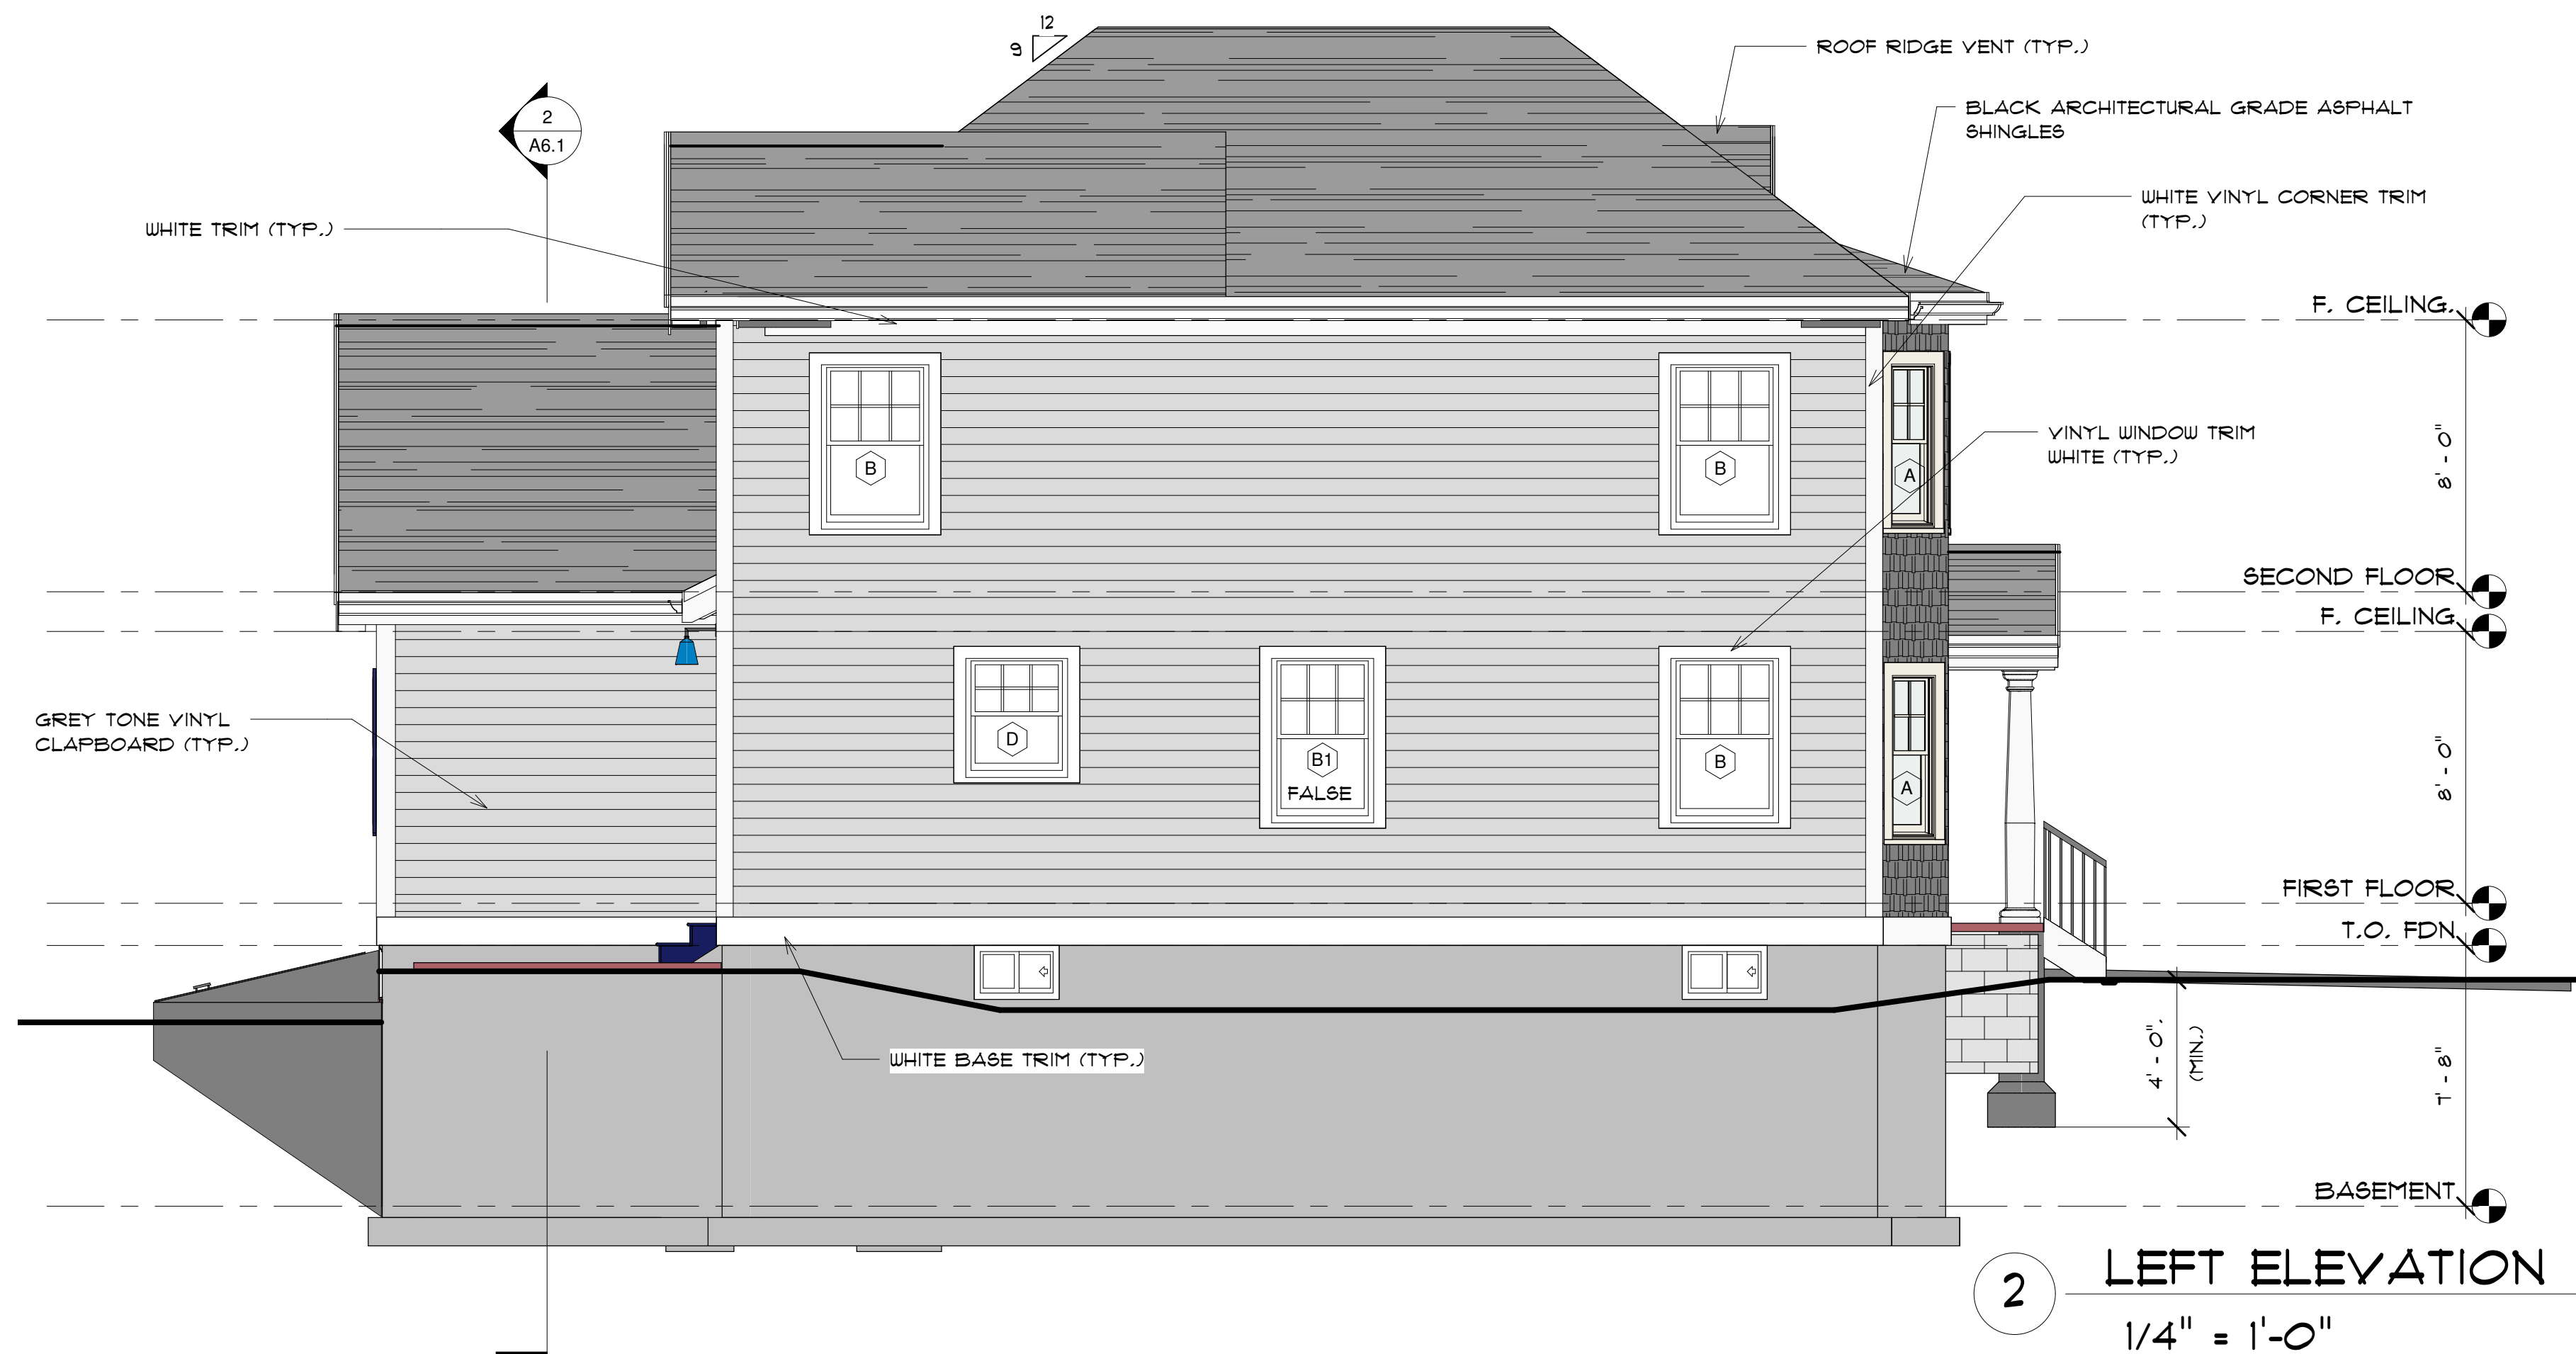 12
9
ROOF RIDGE VENT (TYP.)
2
A6.1
BLACK ARCHITECTURAL GRADE ASPHALT
SHINGLES
WHITE VINYL CORNER TRIM
(TYP.)
WHITE TRIM (TYP.)
F. CEILING.
B
B
A
VINYL WINDOW TRIM
WHITE (TYP.)
8' - 0"
SECOND FLOOR
F. CEILING
GREY TONE VINYL
CLAPBOARD (TYP.)
D
B1
FALSE
B
A
8' - 0"
FIRST FLOOR
T.O. FDN
WHITE BASE TRIM (TYP.)
4' - 0".
(MIN.)
7' - 8"
BASEMENT
2
LEFT ELEVATION
1/4" = 1'-0"